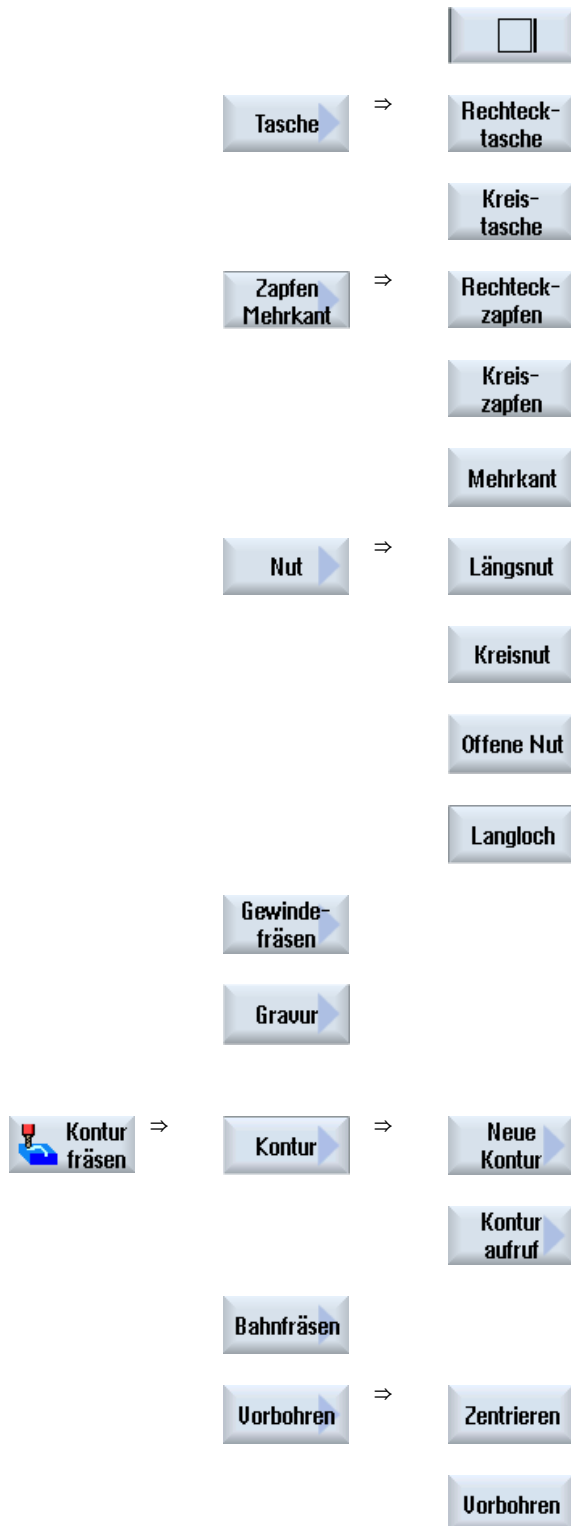 Tasche
⇒
Rechteck-
tasche
Kreis-
tasche
Zapfen
Mehrkant
⇒
Rechteck-
zapfen
Kreis-
zapfen
Mehrkant
Nut
⇒
Längsnut
Kreisnut
Offene Nut
Langloch
Gewinde-
fräsen
Gravur
Kontur
fräsen
⇒
Kontur
⇒
Neue
Kontur
Kontur
aufruf
Bahnfräsen
Vorbohren
⇒
Zentrieren
Vorbohren